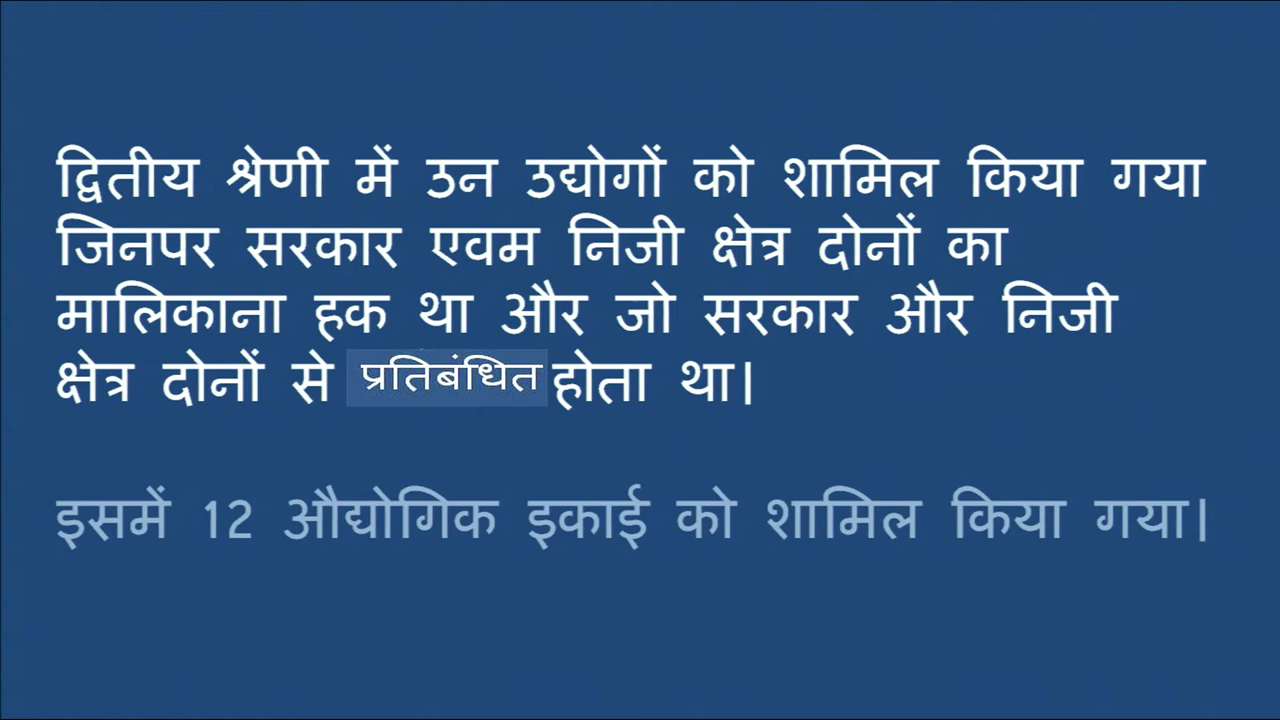 द्वितीय श्रेणी में उन उद्योगों को शामिल किया गया
जिनपर सरकार एवम निजी क्षेत्र दोनों का
मालिकाना हक था और जो सरकार और निजी
क्षेत्र दोनों से प्रतिबंधित होता था।
इसमें 12 औद्योगिक इकाई को शामिल किया गया।